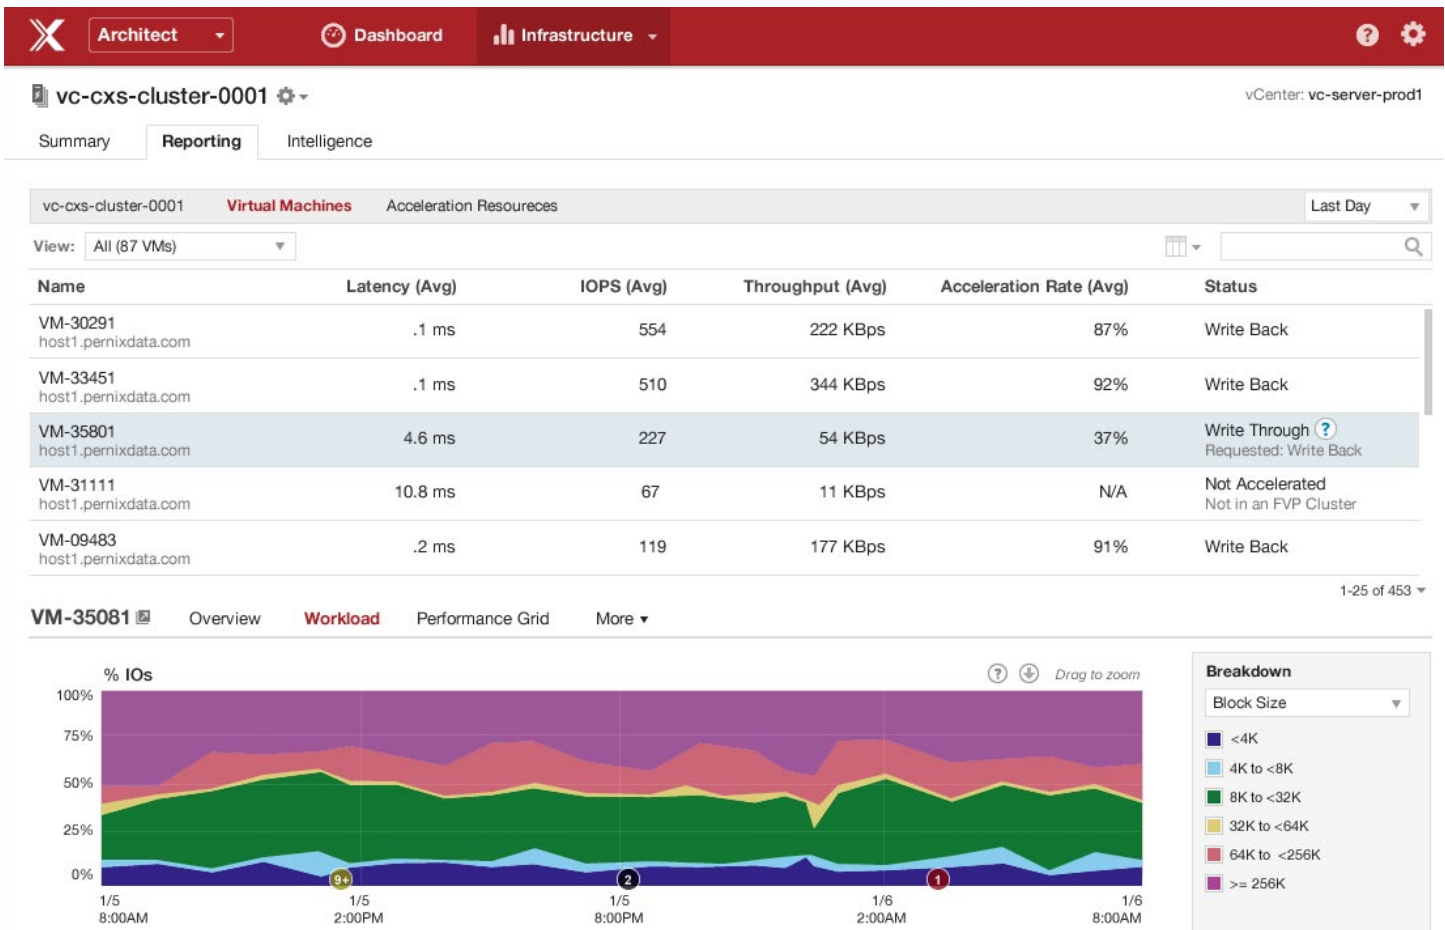 Architect Dashboard Infrastructure ?
vc-cxs-cluster-0001 vCenter: vc-server-prod1
Summary Reporting Intelligence
vc-cxs-cluster-0001 Virtual Machines Acceleration Resoureces Last Day
View: All (87 VMs)
Name Latency (Avg) IOPS (Avg) Throughput (Avg) Acceleration Rate (Avg) Status
VM-30291 .1 ms 554 222 KBps 87% Write Back
host1.pernixdata.com
VM-33451 .1 ms 510 344 KBps 92% Write Back
host1.pernixdata.com
VM-35801 4.6 ms 227 54 KBps 37% Write Through ?
host1.pernixdata.com Requested: Write Back
VM-31111 10.8 ms 67 11 KBps N/A Not Accelerated
host1.pernixdata.com Not in an FVP Cluster
VM-09483 .2 ms 119 177 KBps 91% Write Back
host1.pernixdata.com
1-25 of 453
VM-35081 Overview Workload Performance Grid More
% IOs ? Drag to zoom
100%
75%
50%
25%
0%
9+ 2 1
1/5 1/5 1/5 1/6 1/6
8:00AM 2:00PM 8:00PM 2:00AM 8:00AM
Breakdown
Block Size
<4K
4K to <8K
8K to <32K
32K to <64K
64K to <256K
>= 256K